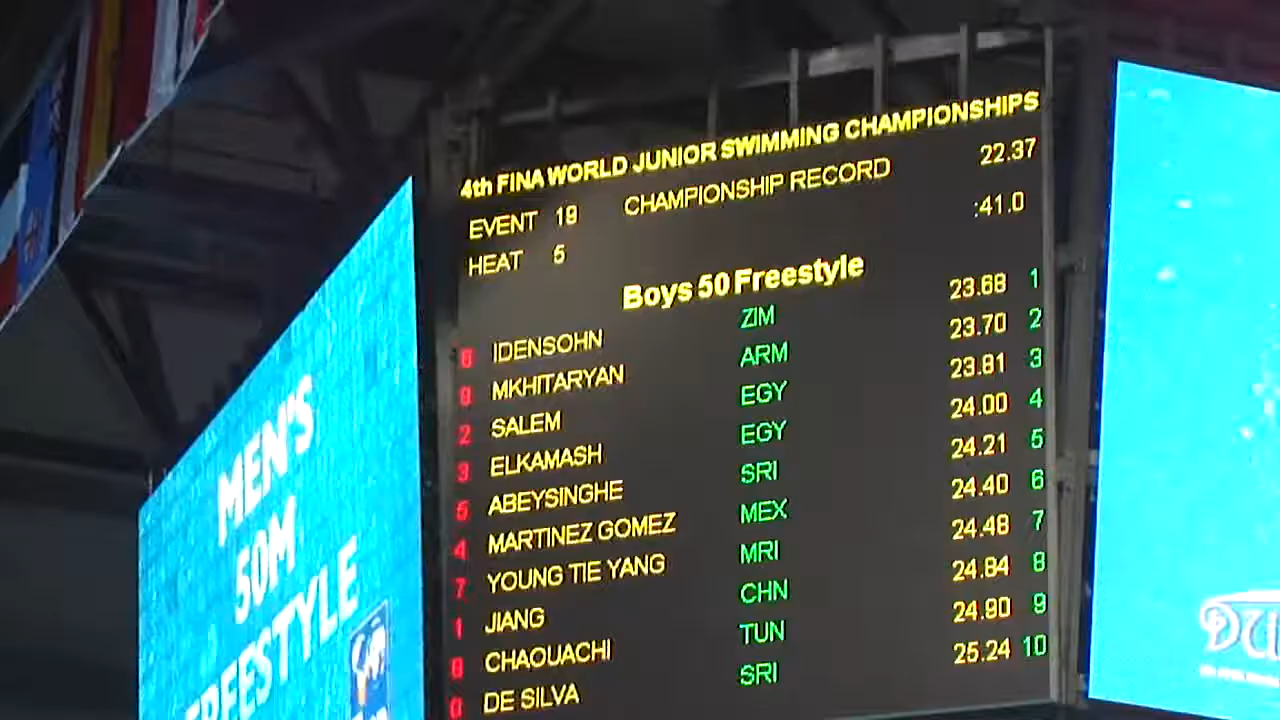 4th FINA WORLD JUNIOR SWIMMING CHAMPIONSHIPS
EVENT 19 CHAMPIONSHIP RECORD 22.37
HEAT 5 :41.0
Boys 50 Freestyle
6 IDENSOHN ZIM 23.68 1
MKHITARYAN ARM 23.70 2
2 SALEM EGY 23.81 3
3 ELKAMASH EGY 24.00 4
5 ABEYSINGHE SRI 24.21 5
4 MARTINEZ GOMEZ MEX 24.40 6
7 YOUNG TIE YANG MRI 24.48 7
1 JIANG CHN 24.84 8
CHAOUACHI TUN 24.90 9
0 DE SILVA SRI 25.24 10
MEN'S
50M
FREESTYLE